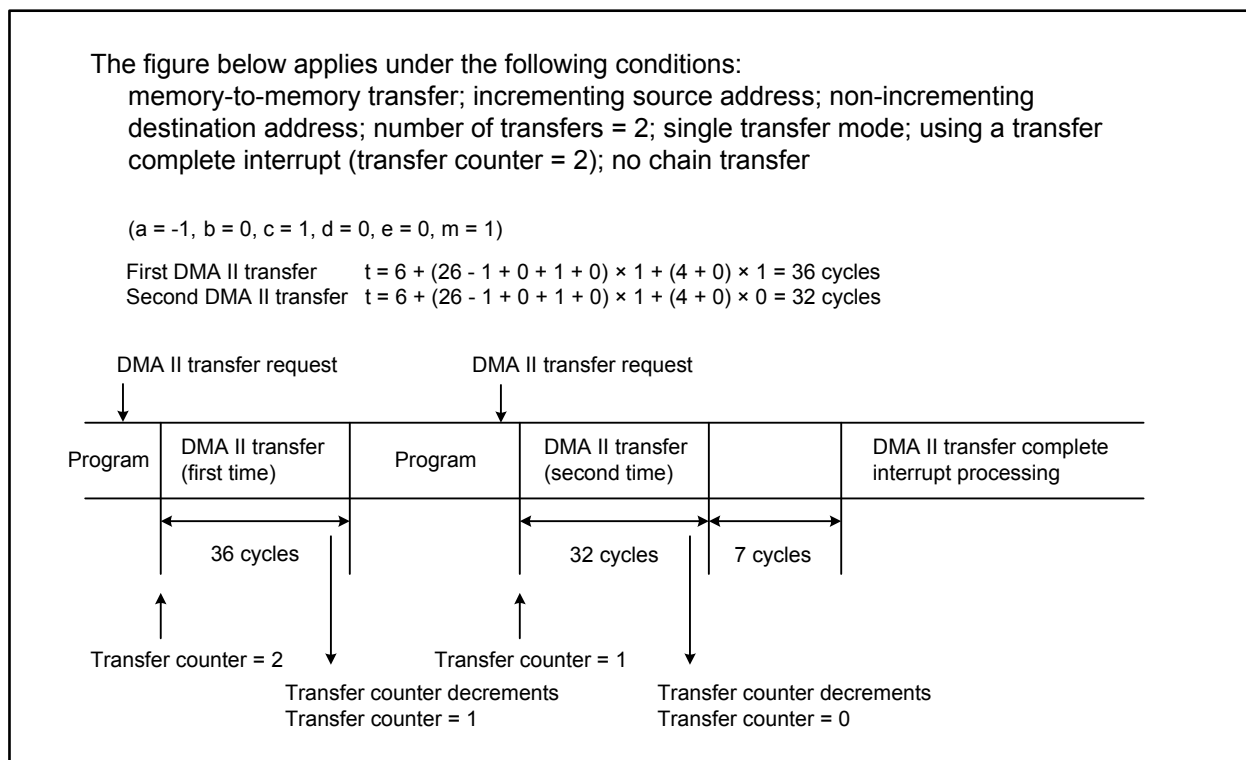 The figure below applies under the following conditions:
memory-to-memory transfer; incrementing source address; non-incrementing
destination address; number of transfers = 2; single transfer mode; using a transfer
complete interrupt (transfer counter = 2); no chain transfer
(a = -1, b = 0, c = 1, d = 0, e = 0, m = 1)
First DMA II transfer t = 6 + (26 - 1 + 0 + 1 + 0) × 1 + (4 + 0) × 1 = 36 cycles
Second DMA II transfer t = 6 + (26 - 1 + 0 + 1 + 0) × 1 + (4 + 0) × 0 = 32 cycles
DMA II transfer request
DMA II transfer request
Program
DMA II transfer
(first time)
Program
DMA II transfer
(second time)
DMA II transfer complete
interrupt processing
36 cycles
32 cycles
7 cycles
Transfer counter = 2
Transfer counter = 1
Transfer counter decrements
Transfer counter = 1
Transfer counter decrements
Transfer counter = 0